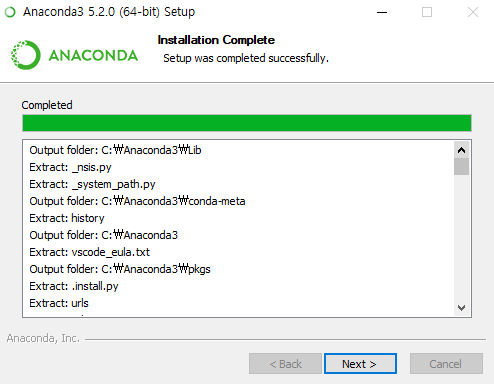 Anaconda3 5.2.0 (64-bit) Setup
Installation Complete
Setup was completed successfully.
ANACONDA
Completed
Output folder: C:₩Anaconda3₩Lib
Extract: _nsis.py
Extract: _system_path.py
Output folder: C:₩Anaconda3₩conda-meta
Extract: history
Output folder: C:₩Anaconda3
Extract: vscode_eula.txt
Output folder: C:₩Anaconda3₩pkgs
Extract: .install.py
Extract: urls
Anaconda, Inc.
< Back
Next >
Cancel